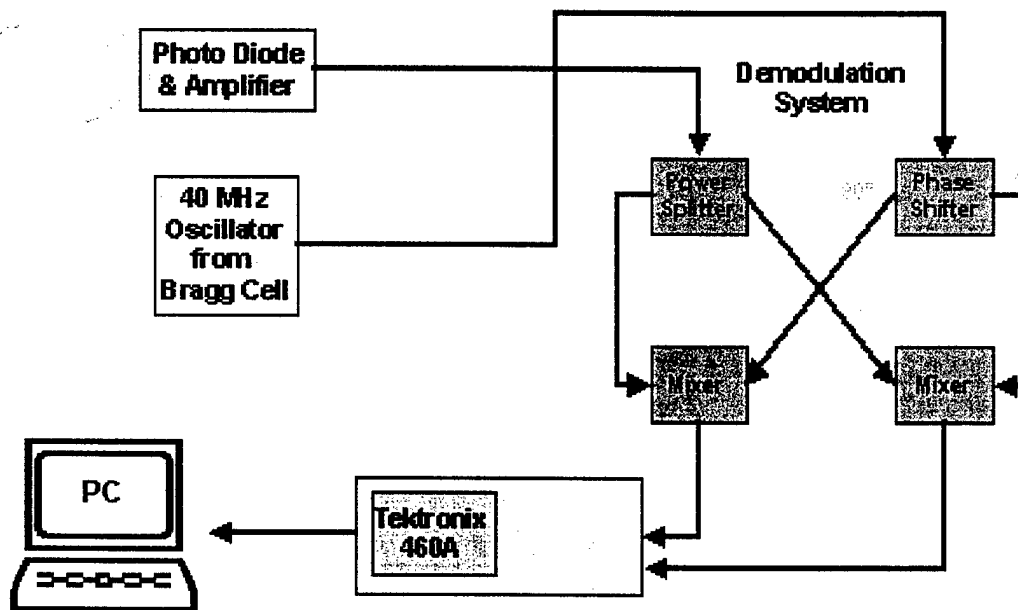 Photo Diode
& Amplifier
Demodulation
System
40 MHz
Oscillator
from
Bragg Cell
Power
Splitter
Phase
Shifter
Mixer
Mixer
PC
Tektronix
460A